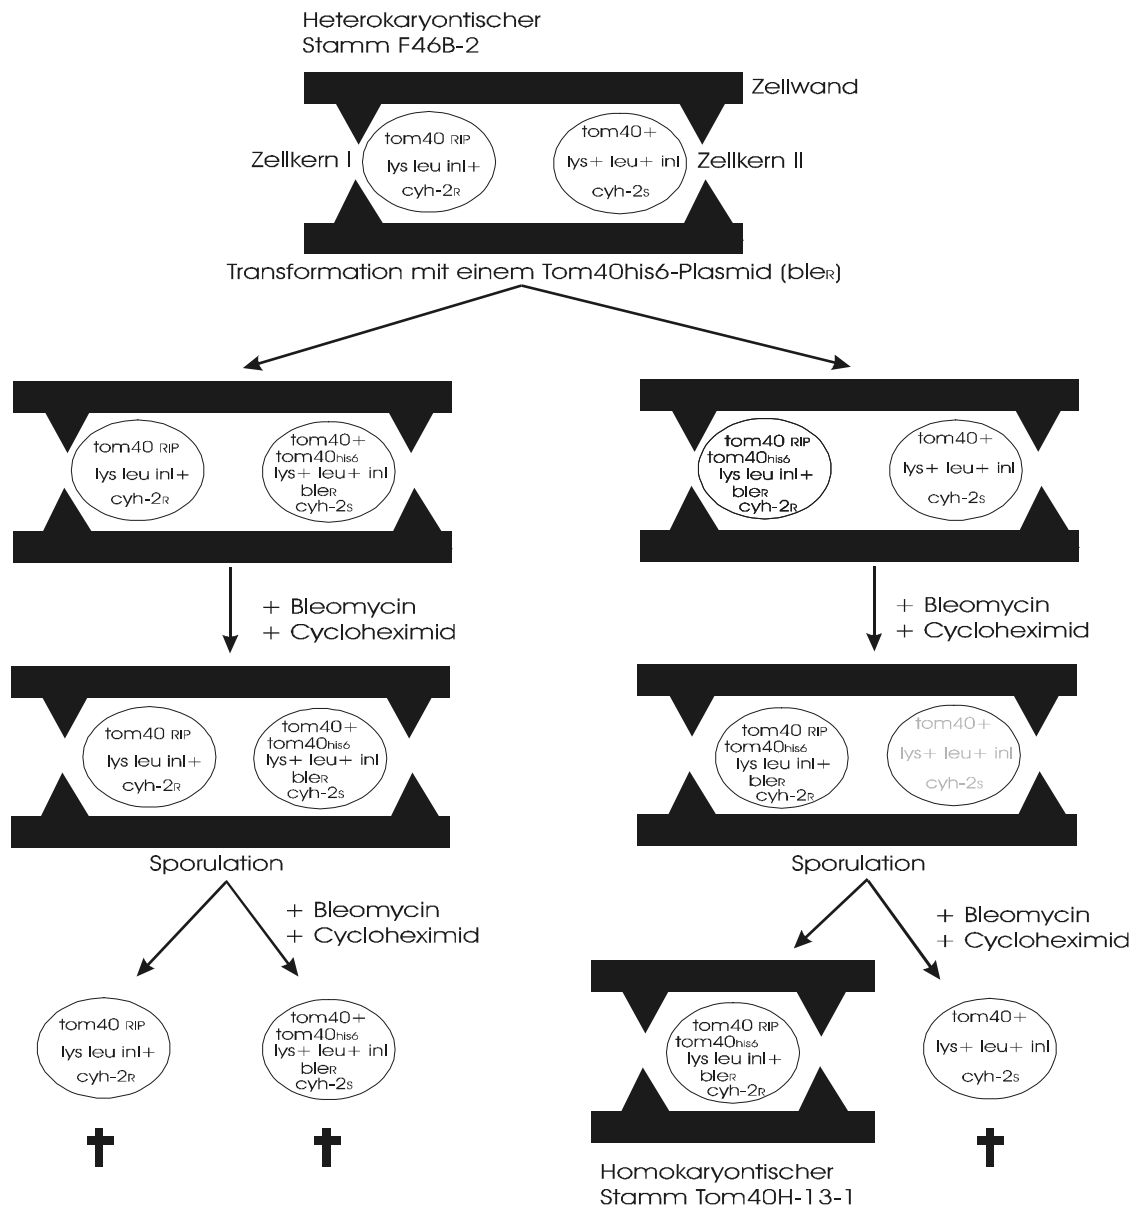 Heterokaryontischer
Stamm F46B-2
Zellwand
Zellkern I
tom40 RIP
lys leu inl+
cyh-2R
tom40+
lys+ leu+ inl
cyh-2S
Zellkern II
Transformation mit einem Tom40his6-Plasmid (bleR)
tom40 RIP
lys leu inl+
cyh-2R
tom40+
tom40his6
lys+ leu+ inl
bleR
cyh-2S
tom40 RIP
tom40his6
lys leu inl+
bleR
cyh-2R
tom40+
lys+ leu+ inl
cyh-2S
+ Bleomycin
+ Cycloheximid
+ Bleomycin
+ Cycloheximid
tom40 RIP
lys leu inl+
cyh-2R
tom40+
tom40his6
lys+ leu+ inl
bleR
cyh-2S
tom40 RIP
tom40his6
lys leu inl+
bleR
cyh-2R
tom40+
lys+ leu+ inl
cyh-2S
Sporulation
Sporulation
+ Bleomycin
+ Cycloheximid
+ Bleomycin
+ Cycloheximid
tom40 RIP
lys leu inl+
cyh-2R
tom40+
tom40his6
lys+ leu+ inl
bleR
cyh-2S
tom40 RIP
tom40his6
lys leu inl+
bleR
cyh-2R
tom40+
lys+ leu+ inl
cyh-2S
Homokaryontischer
Stamm Tom40H-13-1